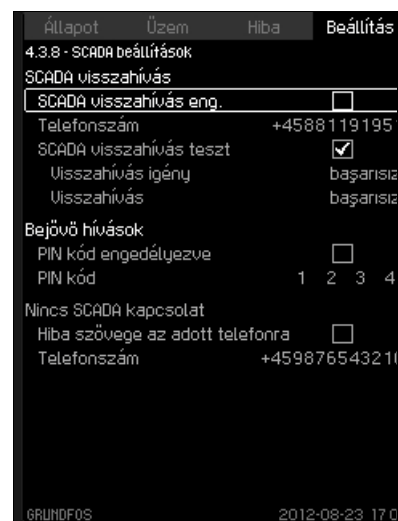 Állapot Üzem Hiba Beállítás
4.3.8 - SCADA beállítások
SCADA visszahívás
SCADA visszahívás eng.
Telefonszám +4588119195
SCADA visszahívás teszt
Visszahívás igény başarısız
Visszahívás başarısız
Bejövő hívások
PIN kód engedélyezve
PIN kód 1 2 3 4
Nincs SCADA kapcsolat
Hiba szövege az adott telefonra
Telefonszám +459876543210
GRUNDFOS 2012-08-23 17:0